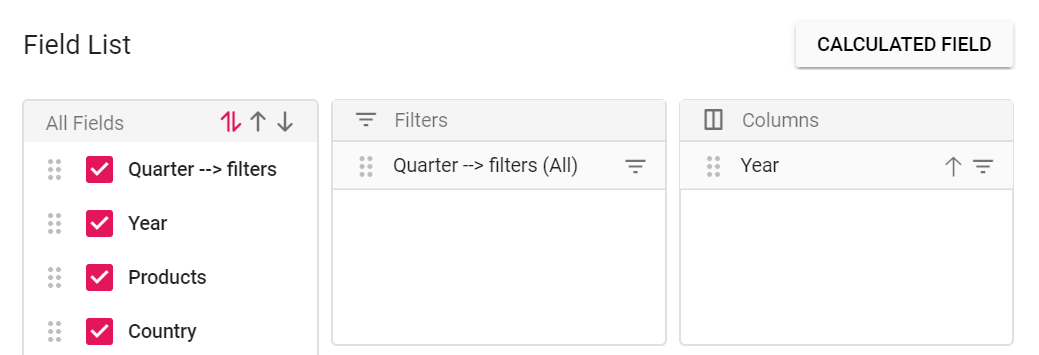 Field List
CALCULATED FIELD
All Fields
Quarter --> filters
Year
Products
Country
Filters
Quarter --> filters (All)
Columns
Year